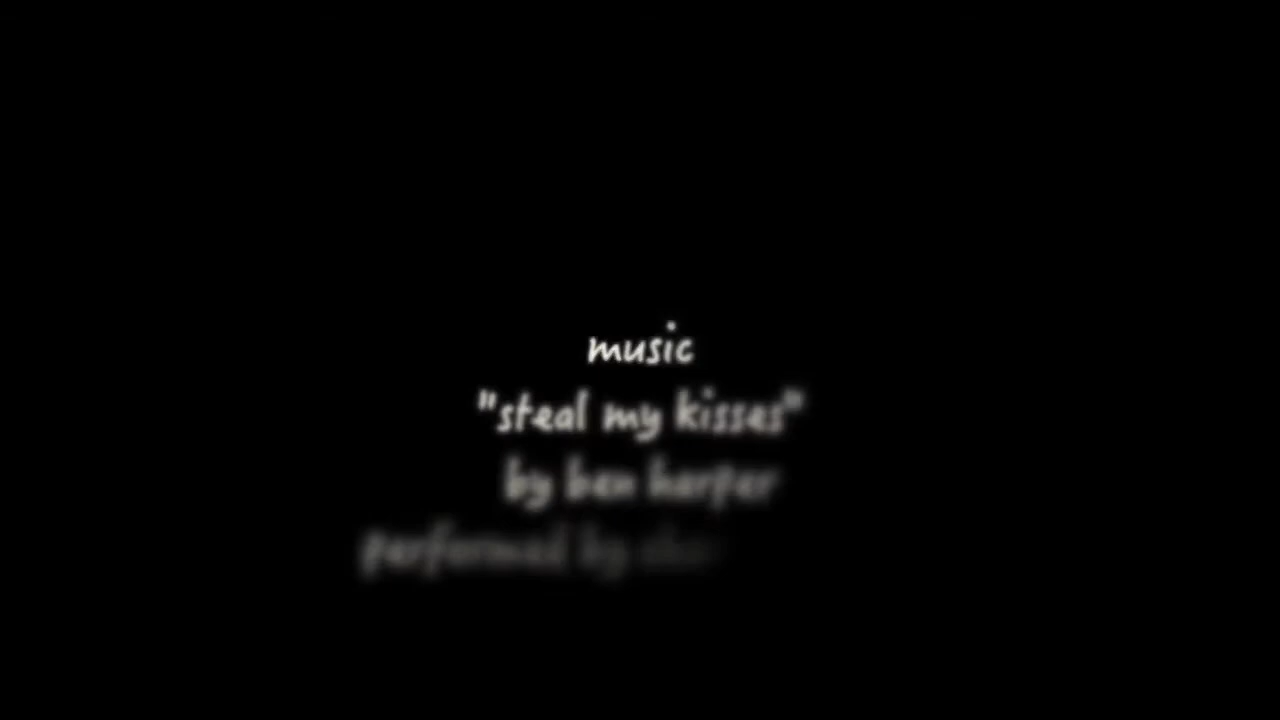 music
"steal my kisses"
by ben harper
performed by